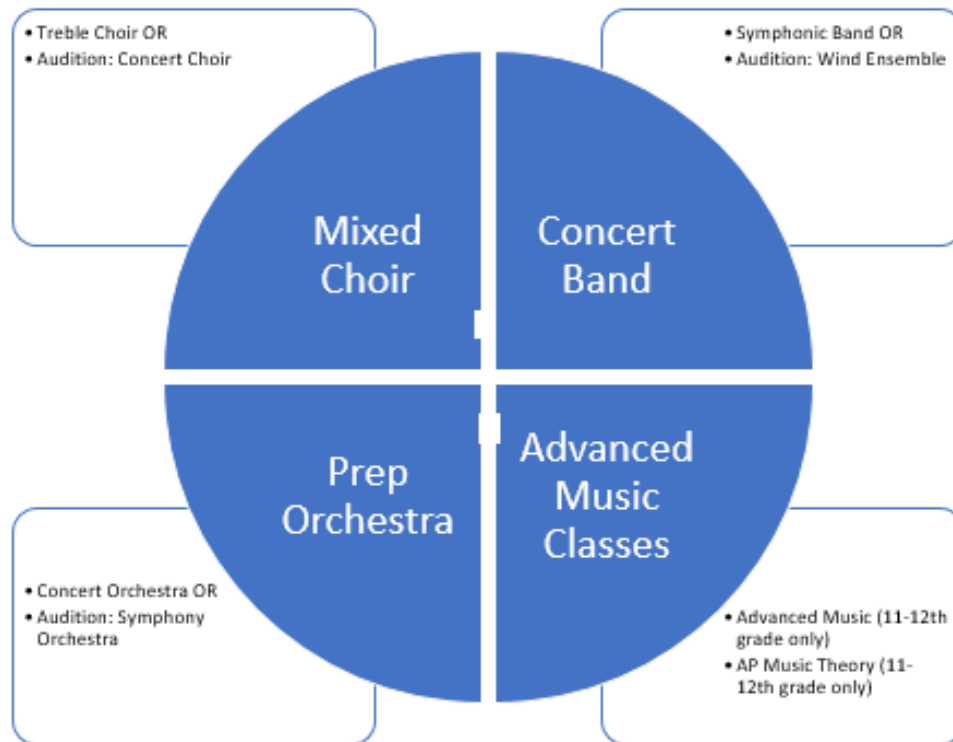 • Treble Choir OR
• Audition: Concert Choir
• Symphonic Band OR
• Audition: Wind Ensemble
Mixed
Choir
Concert
Band
Prep
Orchestra
Advanced
Music
Classes
• Concert Orchestra OR
• Audition: Symphony
Orchestra
• Advanced Music (11-12th
grade only)
• AP Music Theory (11-
12th grade only)